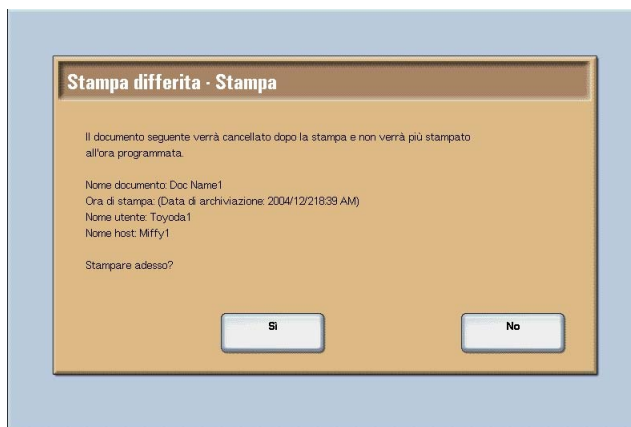 Stampa differita - Stampa
Il documento seguente verrà cancellato dopo la stampa e non verrà più stampato
all'ora programmata.
Nome documento: Doc Name1
Ora di stampa: (Data di archiviazione: 2004/12/218:39 AM)
Nome utente: Toyoda1
Nome host: Miffy1
Stampare adesso?
Sì
No